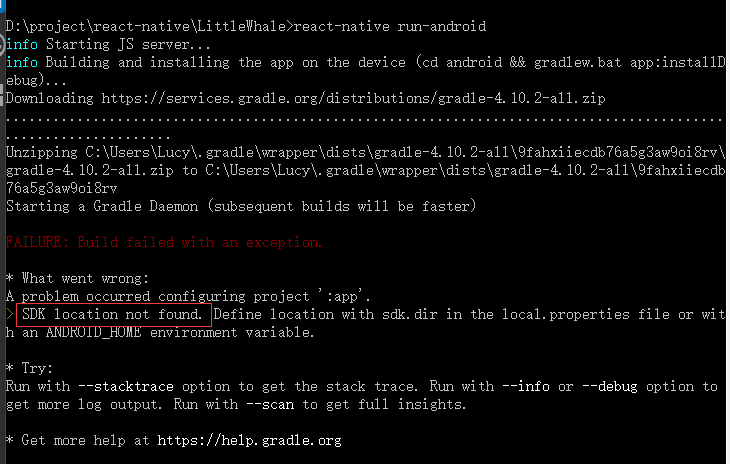 D:\project\react-native\LittleWhale>react-native run-android
info Starting JS server...
info Building and installing the app on the device (cd android && gradlew.bat app:installD
ebug)...
Downloading https://services.gradle.org/distributions/gradle-4.10.2-all.zip
..........................................................................................
.....................
Unzipping C:\Users\Lucy\.gradle\wrapper\dists\gradle-4.10.2-all\9fahxiiecdb76a5g3aw9oi8rv\
gradle-4.10.2-all.zip to C:\Users\Lucy\.gradle\wrapper\dists\gradle-4.10.2-all\9fahxiiecdb
76a5g3aw9oi8rv
Starting a Gradle Daemon (subsequent builds will be faster)
FAILURE: Build failed with an exception.
* What went wrong:
A problem occurred configuring project ':app'.
> SDK location not found. Define location with sdk.dir in the local.properties file or wit
h an ANDROID_HOME environment variable.
* Try:
Run with --stacktrace option to get the stack trace. Run with --info or --debug option to
get more log output. Run with --scan to get full insights.
* Get more help at https://help.gradle.org